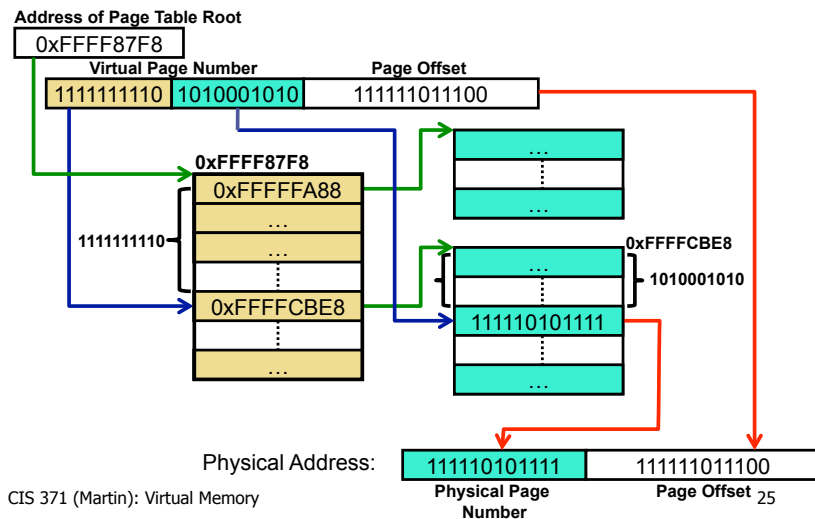 Address of Page Table Root
0xFFFF87F8
Virtual Page Number Page Offset
1111111110 1010001010 111111011100
0xFFFF87F8
0xFFFFFA88
...
...
1111111110
0xFFFFCBE8
...
...
...
0xFFFFCBE8
...
1010001010
111110101111
...
Physical Address: 111110101111 111111011100
CIS 371 (Martin): Virtual Memory
Physical Page Number
Page Offset
25